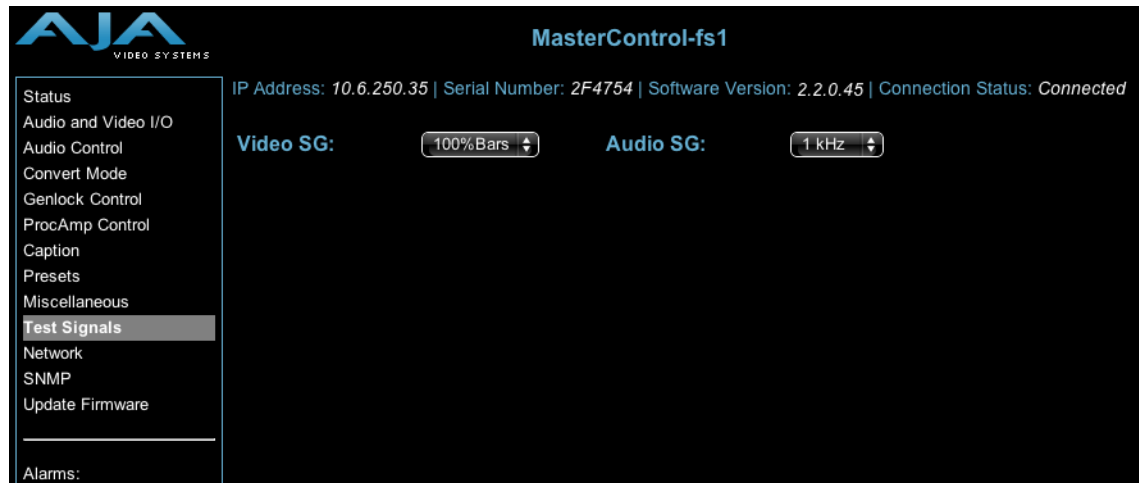 AJA
VIDEO SYSTEMS
MasterControl-fs1
IP Address: 10.6.250.35 | Serial Number: 2F4754 | Software Version: 2.2.0.45 | Connection Status: Connected
Status
Audio and Video I/O
Audio Control
Convert Mode
Genlock Control
ProcAmp Control
Caption
Presets
Miscellaneous
Test Signals
Network
SNMP
Update Firmware
Alarms:
Video SG: 100%Bars Audio SG: 1 kHz